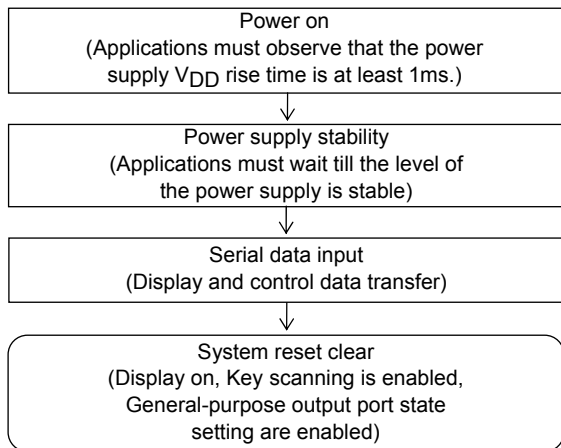 Power on
(Applications must observe that the power
supply VDD rise time is at least 1ms.)
Power supply stability
(Applications must wait till the level of
the power supply is stable)
Serial data input
(Display and control data transfer)
System reset clear
(Display on, Key scanning is enabled,
General-purpose output port state
setting are enabled)